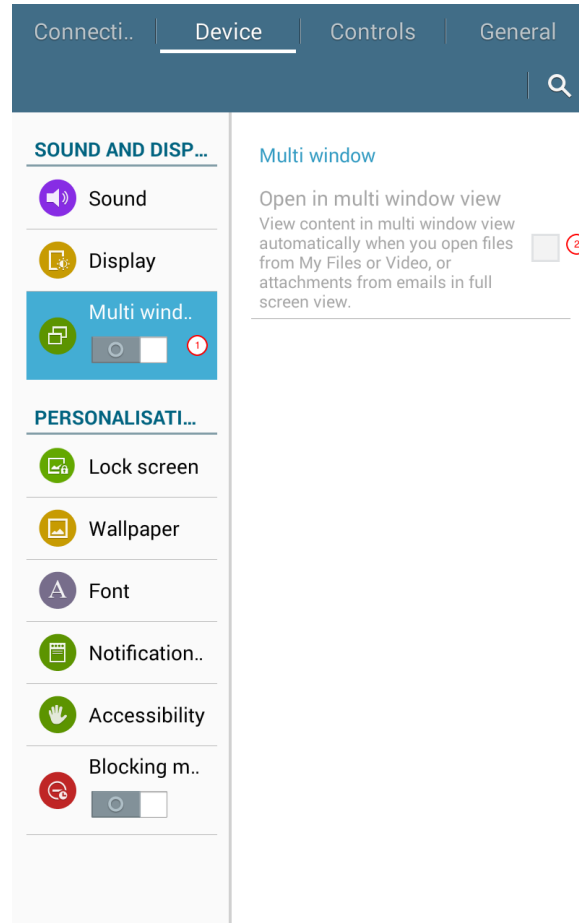 Connecti..
Device
Controls
General
SOUND AND DISP...
Sound
Display
Multi wind..
1
PERSONALISATI...
Lock screen
Wallpaper
A Font
Notification..
Accessibility
Blocking m..
Multi window
Open in multi window view
View content in multi window view
automatically when you open files
from My Files or Video, or
attachments from emails in full
screen view.
2